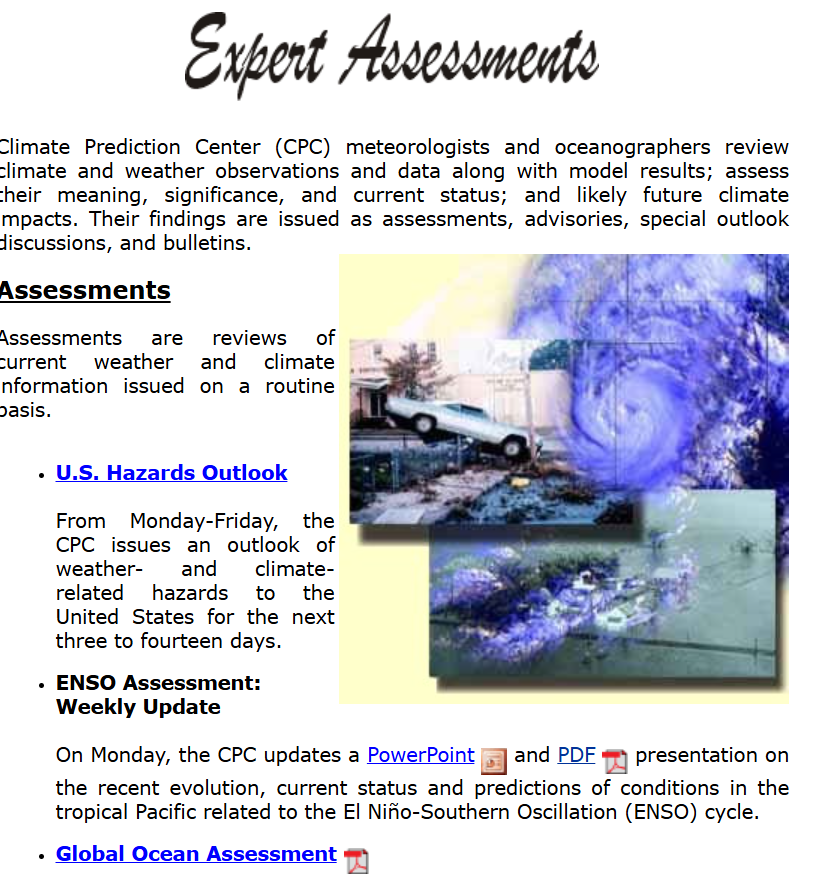 Expert Assessments
Climate Prediction Center (CPC) meteorologists and oceanographers review
climate and weather observations and data along with model results; assess
their meaning, significance, and current status; and likely future climate
impacts. Their findings are issued as assessments, advisories, special outlook
discussions, and bulletins.
Assessments
Assessments are reviews of
current weather and climate
information issued on a routine
basis.
• U.S. Hazards Outlook
From Monday-Friday, the
CPC issues an outlook of
weather- and climate-
related hazards to the
United States for the next
three to fourteen days.
• ENSO Assessment:
Weekly Update
On Monday, the CPC updates a PowerPoint and PDF presentation on
the recent evolution, current status and predictions of conditions in the
tropical Pacific related to the El Niño-Southern Oscillation (ENSO) cycle.
• Global Ocean Assessment